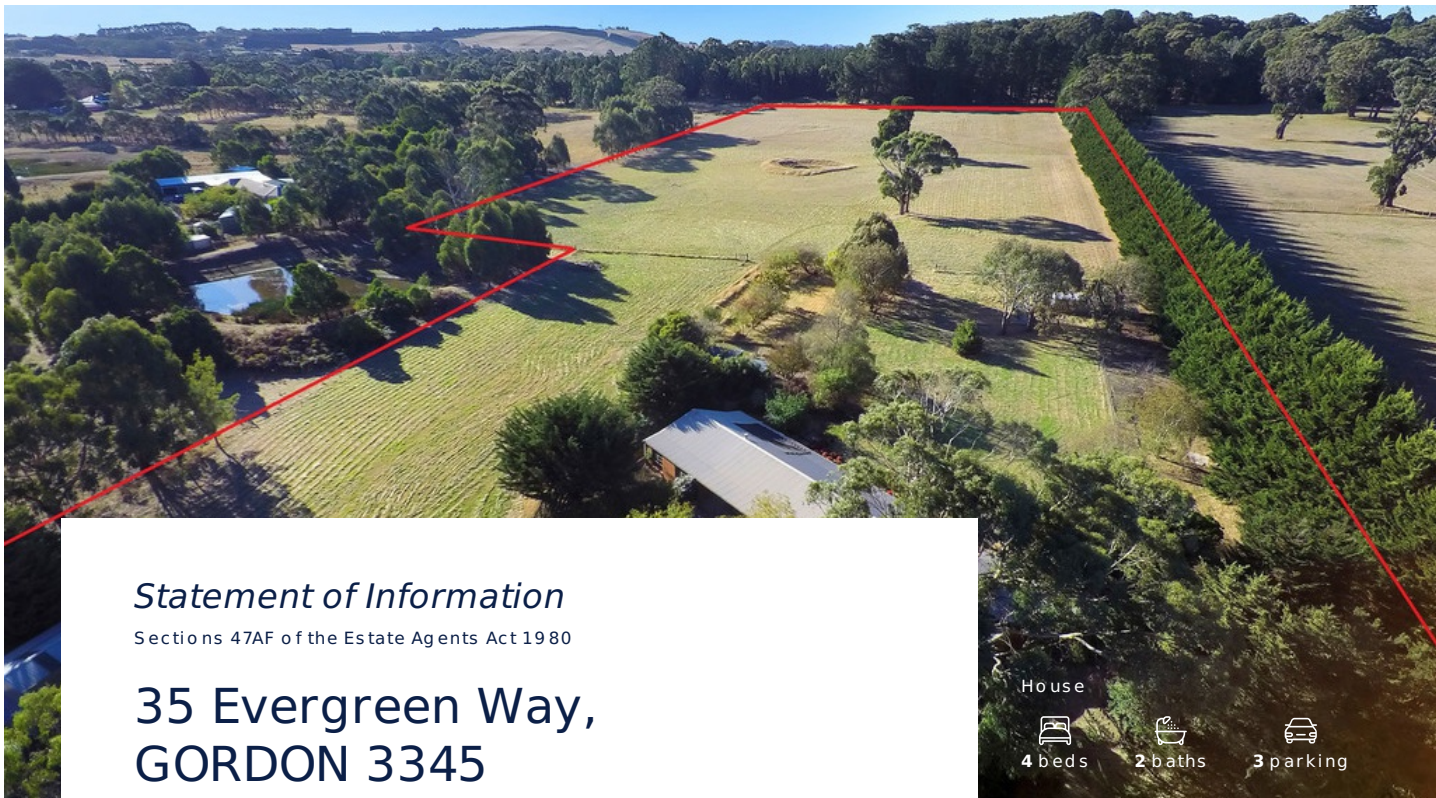 Statement of Information
Sections 47AF of the Estate Agents Act 1980
35 Evergreen Way,
GORDON 3345
House
4 beds 2 baths 3 parking